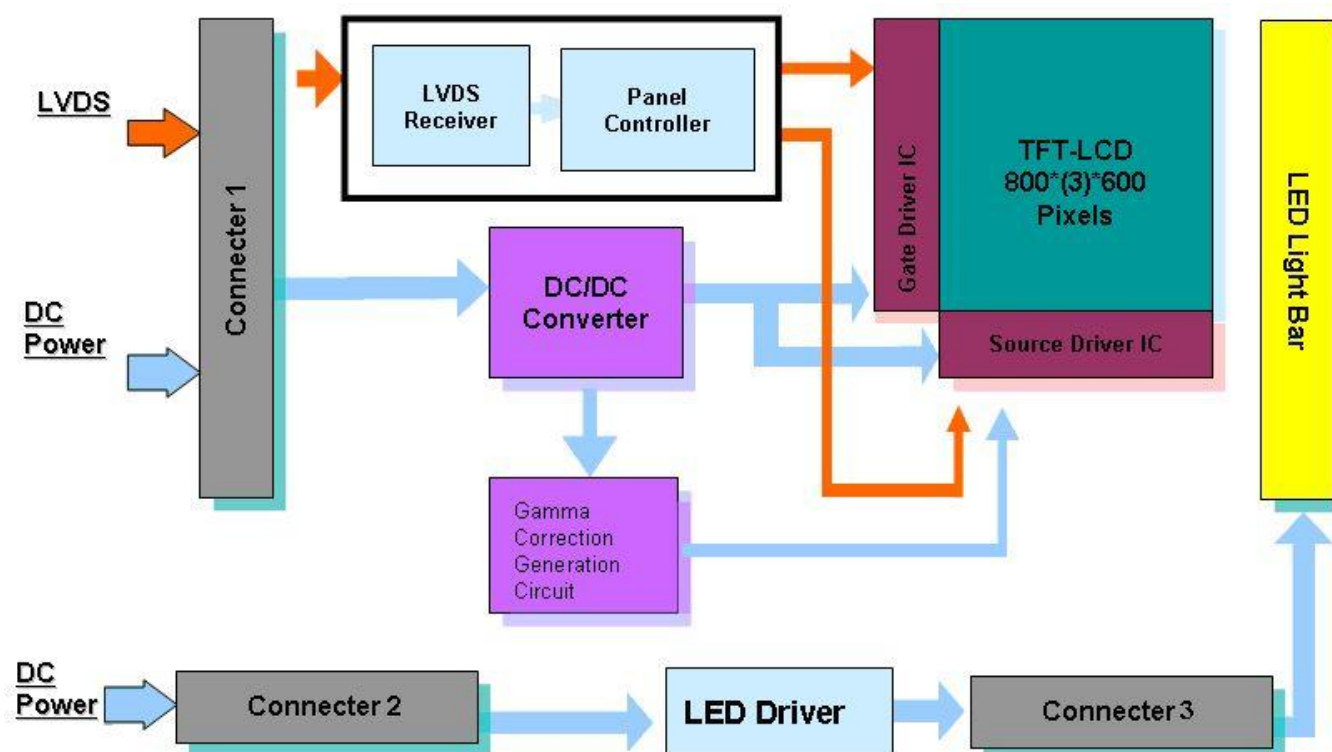 LVDS
DC
Power
Connecter 1
LVDS
Receiver
Panel
Controller
DC/DC
Converter
Gamma
Correction
Generation
Circuit
Gate Driver IC
TFT-LCD
800*(3)*600
Pixels
Source Driver IC
LED Light Bar
DC
Power
Connecter 2
LED Driver
Connecter 3